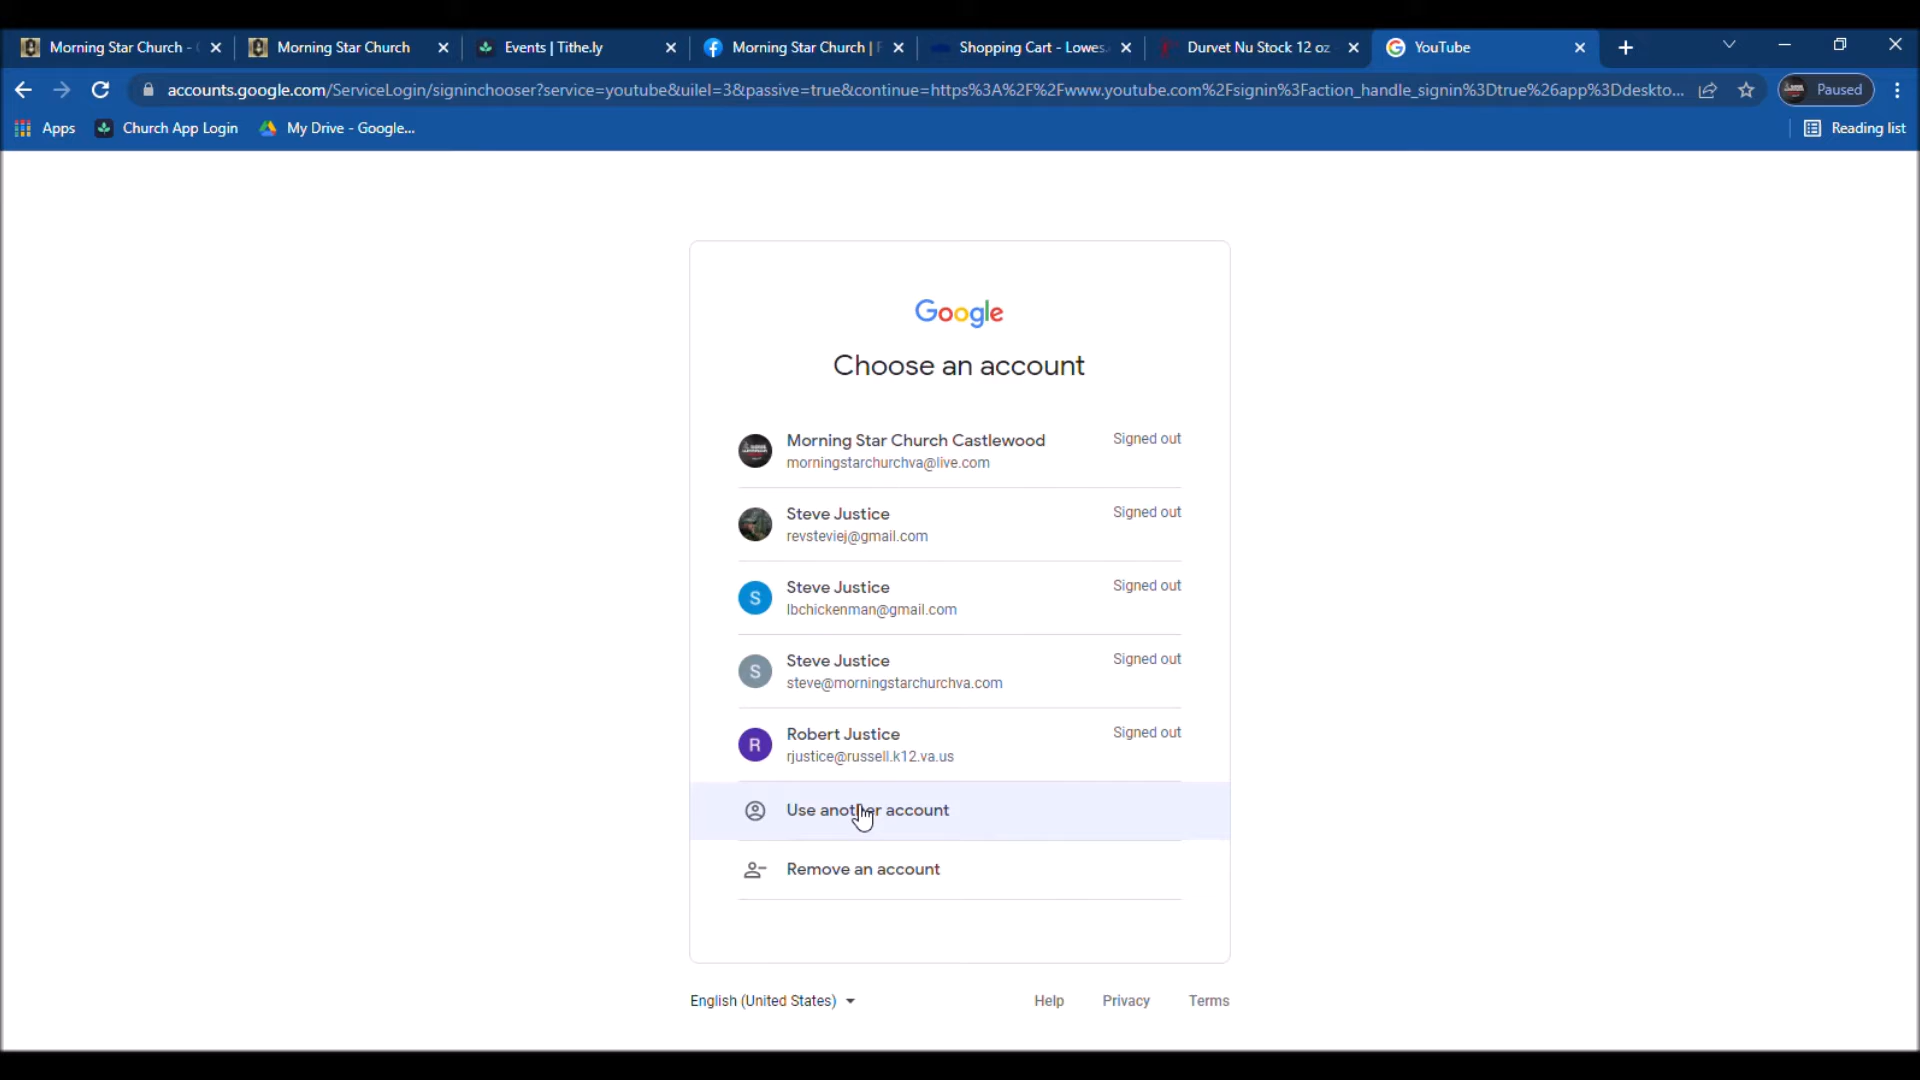 Morning Star Church -
Morning Star Church
Events | Tithe.ly
Morning Star Church |
Shopping Cart - Lowes.
Durvet Nu Stock 12 oz
YouTube
accounts.google.com/ServiceLogin/signinchooser?service=youtube&uilel=3&passive=true&continue=https%3A%2F%2Fwww.youtube.com%2Fsignin%3Faction_handle_signin%3Dtrue%26app%3Ddeskto...
Paused
Apps
Church App Login
My Drive - Google...
Reading list
Google
Choose an account
Morning Star Church Castlewood
Signed out
morningstarchurchva@live.com
Steve Justice
Signed out
revsteviej@gmail.com
S
Steve Justice
Signed out
lbchickenman@gmail.com
S
Steve Justice
Signed out
steve@morningstarchurchva.com
R
Robert Justice
Signed out
rjustice@russell.k12.va.us
Use another account
Remove an account
English (United States)
Help
Privacy
Terms